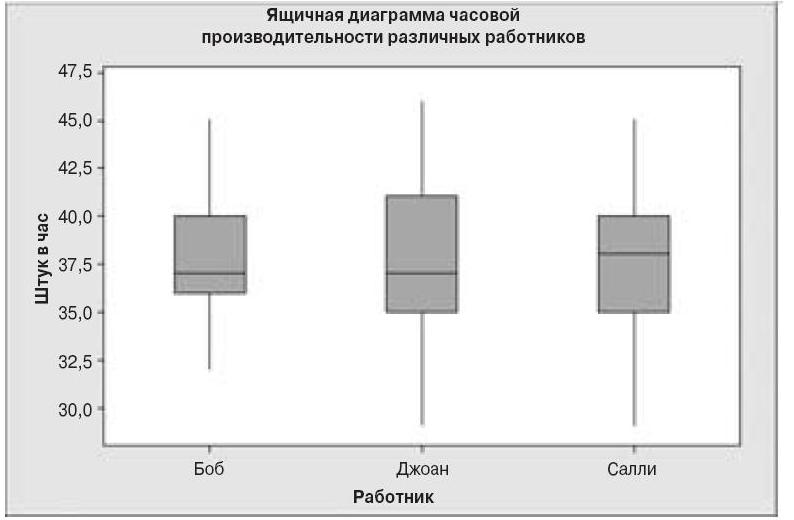 Ящичная диаграмма часовой
производительности различных работников
47,5
45,0
42,5
40,0
37,5
35,0
32,5
30,0
Штук в час
Боб
Джоан
Салли
Работник